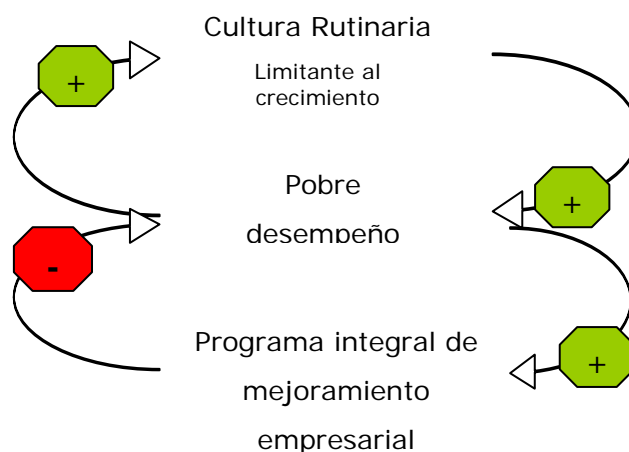 Cultura Rutinaria
Limitante al
crecimiento
+
Pobre
+
desempeño
-
Programa integral de
+
mejoramiento
empresarial